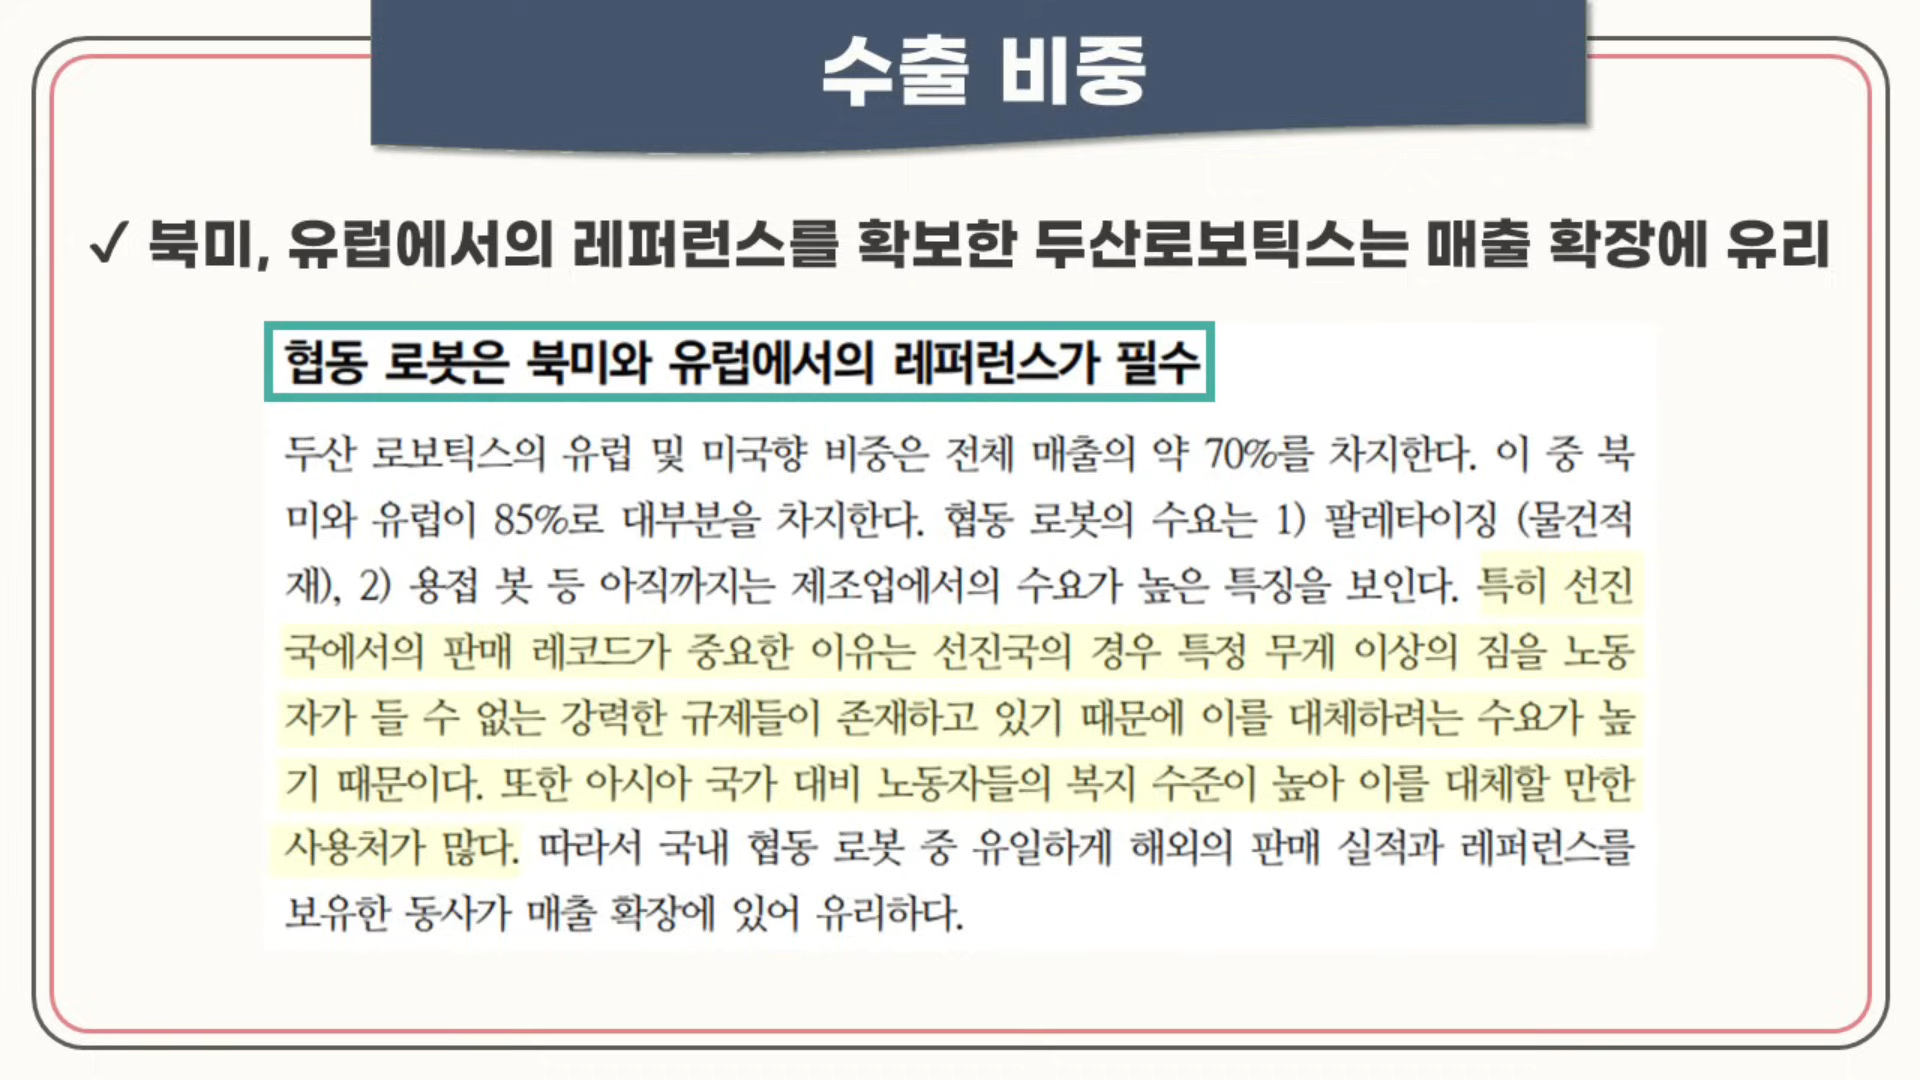 수출 비중
✓ 북미, 유럽에서의 레퍼런스를 확보한 두산로보틱스는 매출 확장에 유리
협동 로봇은 북미와 유럽에서의 레퍼런스가 필수
두산 로보틱스의 유럽 및 미국향 비중은 전체 매출의 약 70%를 차지한다. 이 중 북
미와 유럽이 85%로 대부분을 차지한다. 협동 로봇의 수요는 1) 팔레타이징 (물건적
재), 2) 용접 봇 등 아직까지는 제조업에서의 수요가 높은 특징을 보인다. 특히 선진
국에서의 판매 레코드가 중요한 이유는 선진국의 경우 특정 무게 이상의 짐을 노동
자가 들 수 없는 강력한 규제들이 존재하고 있기 때문에 이를 대체하려는 수요가 높
기 때문이다. 또한 아시아 국가 대비 노동자들의 복지 수준이 높아 이를 대체할 만한
사용처가 많다. 따라서 국내 협동 로봇 중 유일하게 해외의 판매 실적과 레퍼런스를
보유한 동사가 매출 확장에 있어 유리하다.